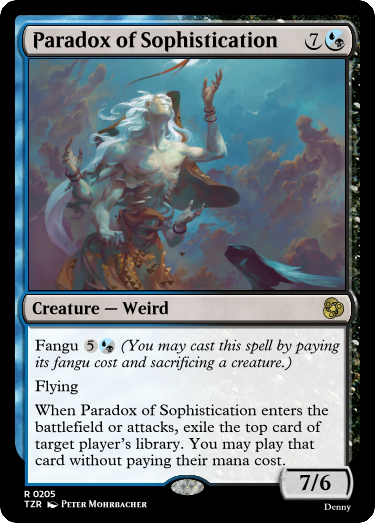 Paradox of Sophistication 7
Creature — Weird
Fangu 5 (You may cast this spell by paying
its fangu cost and sacrificing a creature.)
Flying
When Paradox of Sophistication enters the
battlefield or attacks, exile the top card of
target player's library. You may play that
card without paying their mana cost.
7/6
R 0205
TZR Peter Mohrbacher
Denny